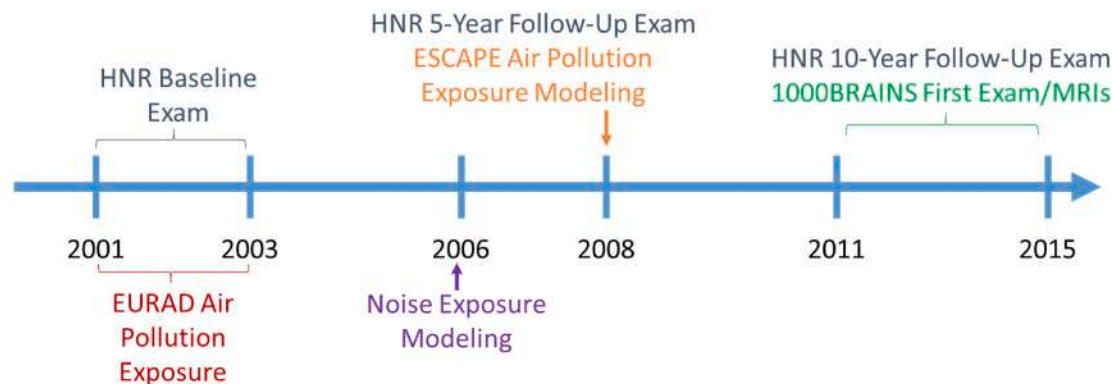 HNR 5-Year Follow-Up Exam
ESCAPE Air Pollution
Exposure Modeling
HNR Baseline
Exam
HNR 10-Year Follow-Up Exam
1000BRAINS First Exam/MRIs
2001
2003
2006
2008
2011
2015
EURAD Air
Pollution
Exposure
Noise Exposure
Modeling